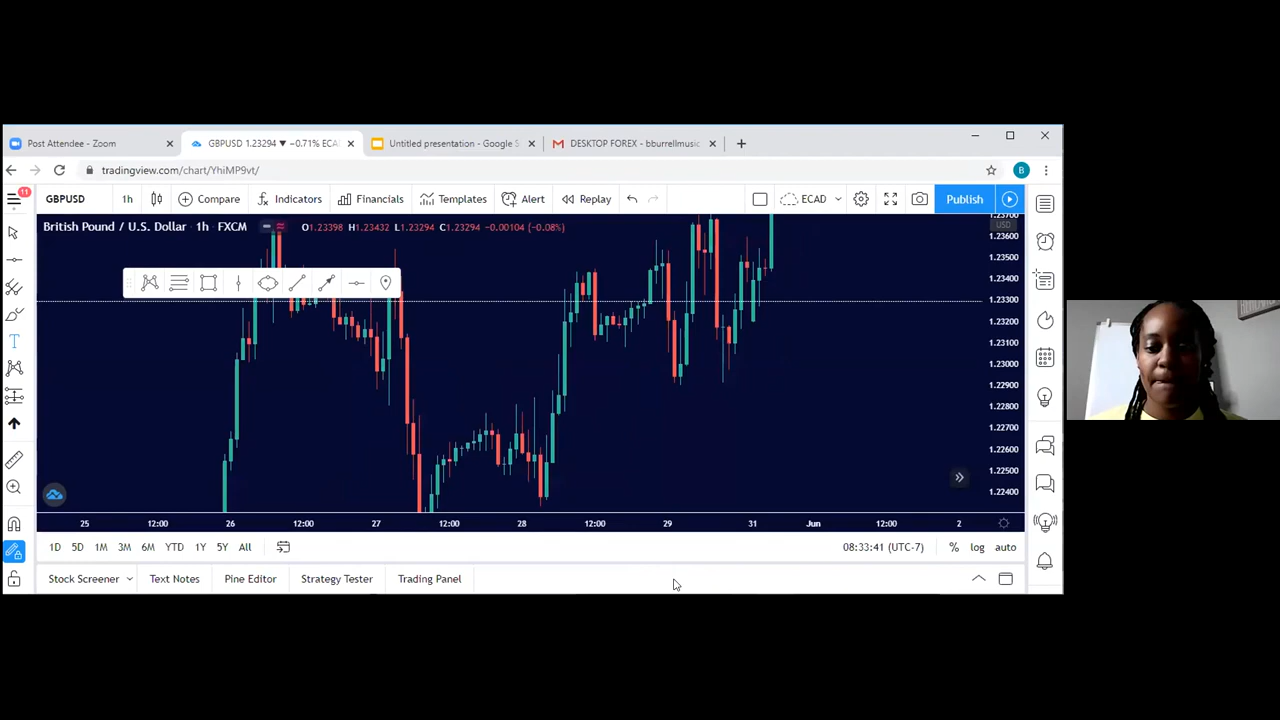 Post Attendee - Zoom
GBPUSD 1.23294 ▼ −0.71% ECA
Untitled presentation - Google S
DESKTOP FOREX - bburrellmusic
tradingview.com/chart/YhiMP9vt/
B
11
GBPUSD
1h
Compare
Indicators
Financials
Templates
Alert
Replay
ECAD
Publish
British Pound / U.S. Dollar · 1h · FXCM
O1.23398 H1.23432 L1.23294 C1.23294 −0.00104 (−0.08%)
1.23700
USD
1.23600
1.23500
1.23400
1.23300
1.23200
1.23100
1.23000
1.22900
1.22800
1.22700
1.22600
1.22500
1.22400
25 12:00 26 12:00 27 12:00 28 12:00 29 31 Jun 12:00 2
1D 5D 1M 3M 6M YTD 1Y 5Y All
08:33:41 (UTC-7)
% log auto
Stock Screener
Text Notes
Pine Editor
Strategy Tester
Trading Panel